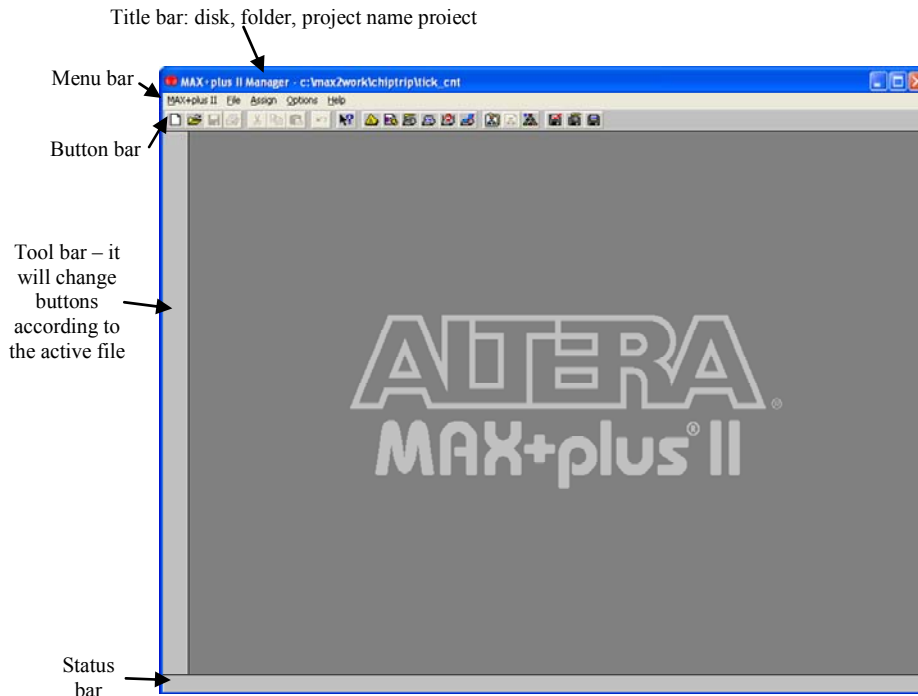 Title bar: disk, folder, project name proiect
Menu bar
MAX+plus II Manager - c:\max2work\chiptrip\tick_cnt
MAX+plus II File Assign Options Help
Button bar
Tool bar – it
will change
buttons
according to
the active file
ALTERA®
MAX+plus® II
Status
bar